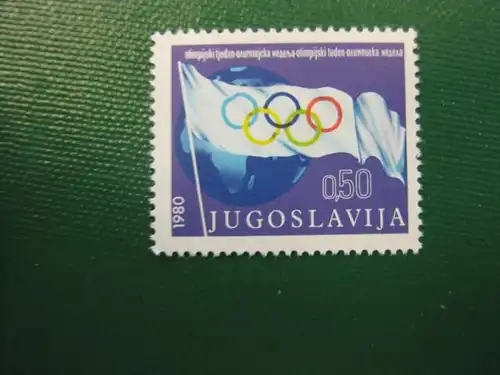 olimpijski tjedan-олимпијска недеља-olimpijski teden-олимписка недела
0,50
1980
JUGOSLAVIJA